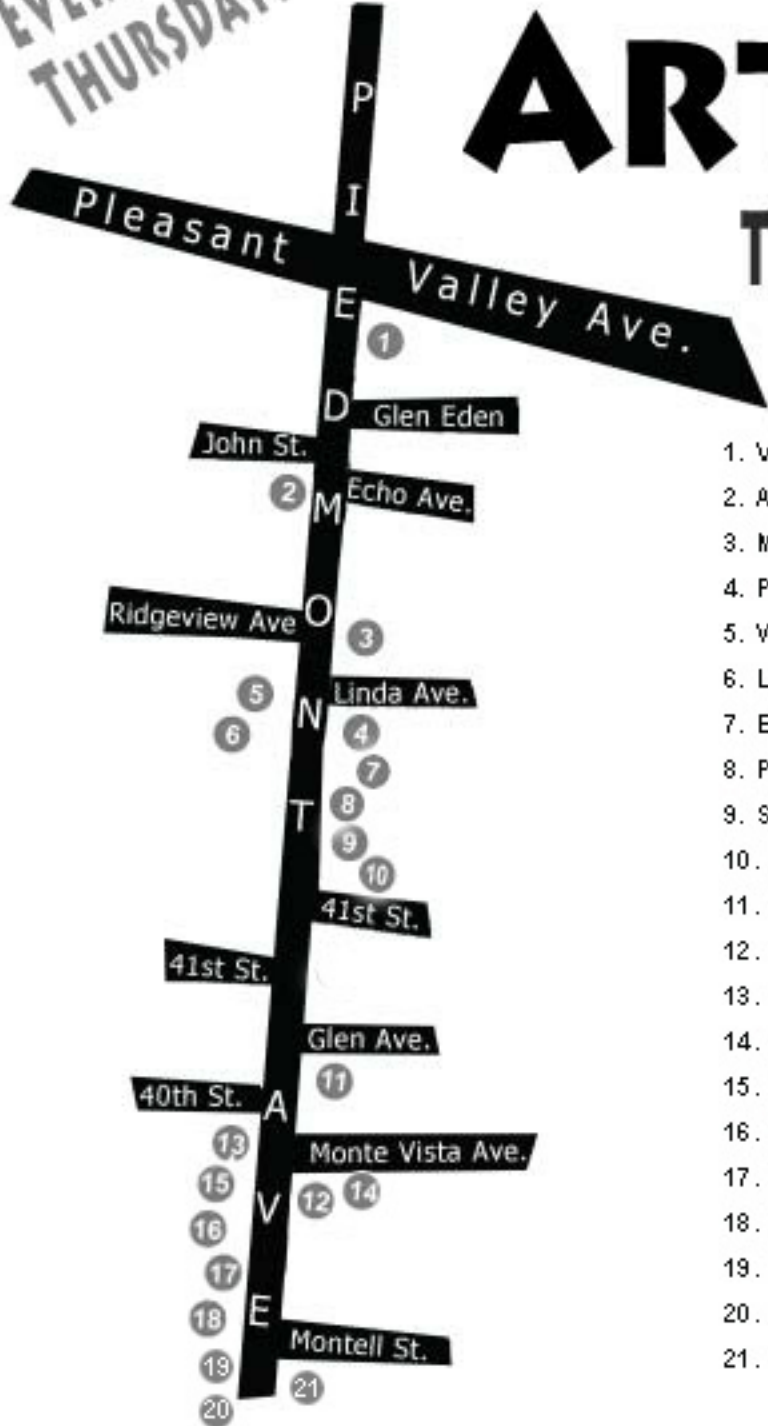 THURSDAY
ART
PIEDMONT AVE
Pleasant Valley Ave.
1
Glen Eden
John St.
2
Echo Ave.
Ridgeview Ave
3
5
Linda Ave.
6
4
7
8
9
10
41st St.
41st St.
Glen Ave.
11
40th St.
13
Monte Vista Ave.
15
12
14
16
17
18
Montell St.
19
21
20
1. V
2. A
3. M
4. P
5. V
6. L
7. E
8. P
9. S
10.
11.
12.
13.
14.
15.
16.
17.
18.
19.
20.
21.